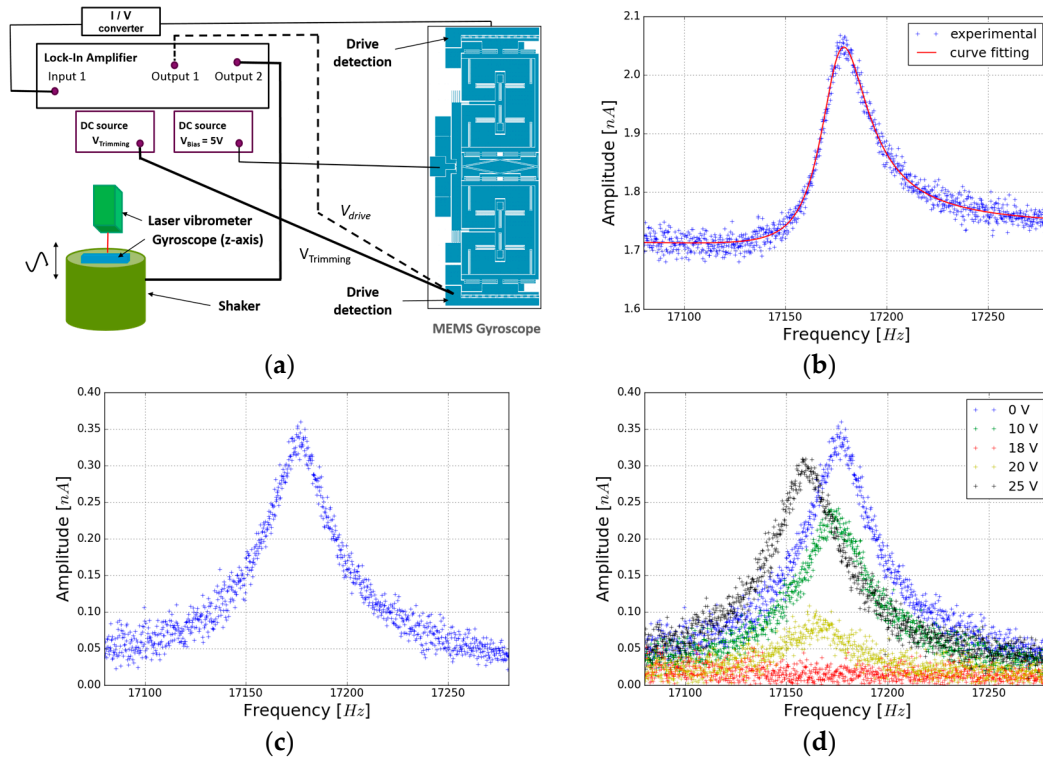 I / V
converter
Lock-In Amplifier
Input 1
Output 1
Output 2
DC source
V_Trimming
DC source
V_Bias = 5V
Drive
detection
Laser vibrometer
Gyroscope (z-axis)
V_drive
V_Trimming
Shaker
Drive
detection
MEMS Gyroscope
(a)
2.1
2.0
1.9
1.8
1.7
1.6
Amplitude [nA]
experimental
curve fitting
17100
17150
17200
17250
Frequency [Hz]
(b)
0.40
0.35
0.30
0.25
0.20
0.15
0.10
0.05
0.00
Amplitude [nA]
17100
17150
17200
17250
Frequency [Hz]
(c)
0.40
0.35
0.30
0.25
0.20
0.15
0.10
0.05
0.00
Amplitude [nA]
0 V
10 V
18 V
20 V
25 V
17100
17150
17200
17250
Frequency [Hz]
(d)